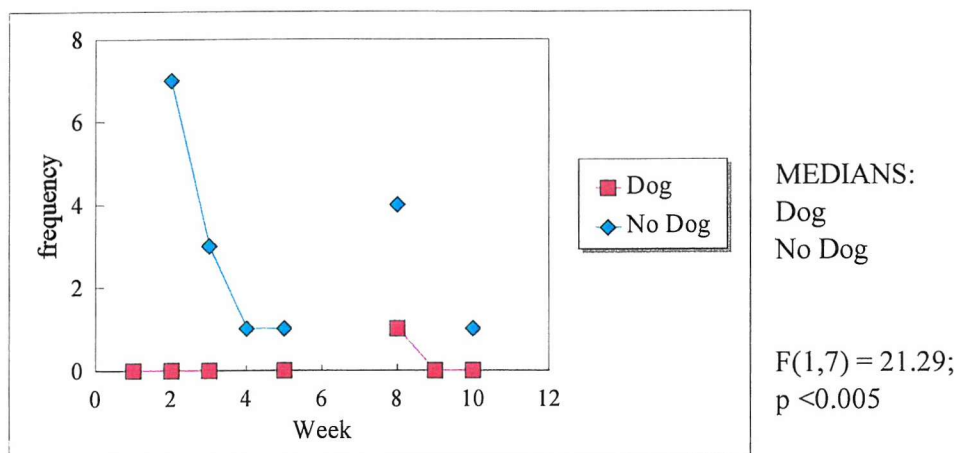 8
6
4
2
0
frequency
0 2 4 6 8 10 12
Week
Dog
No Dog
MEDIANS:
Dog
No Dog
F(1,7) = 21.29;
p <0.005